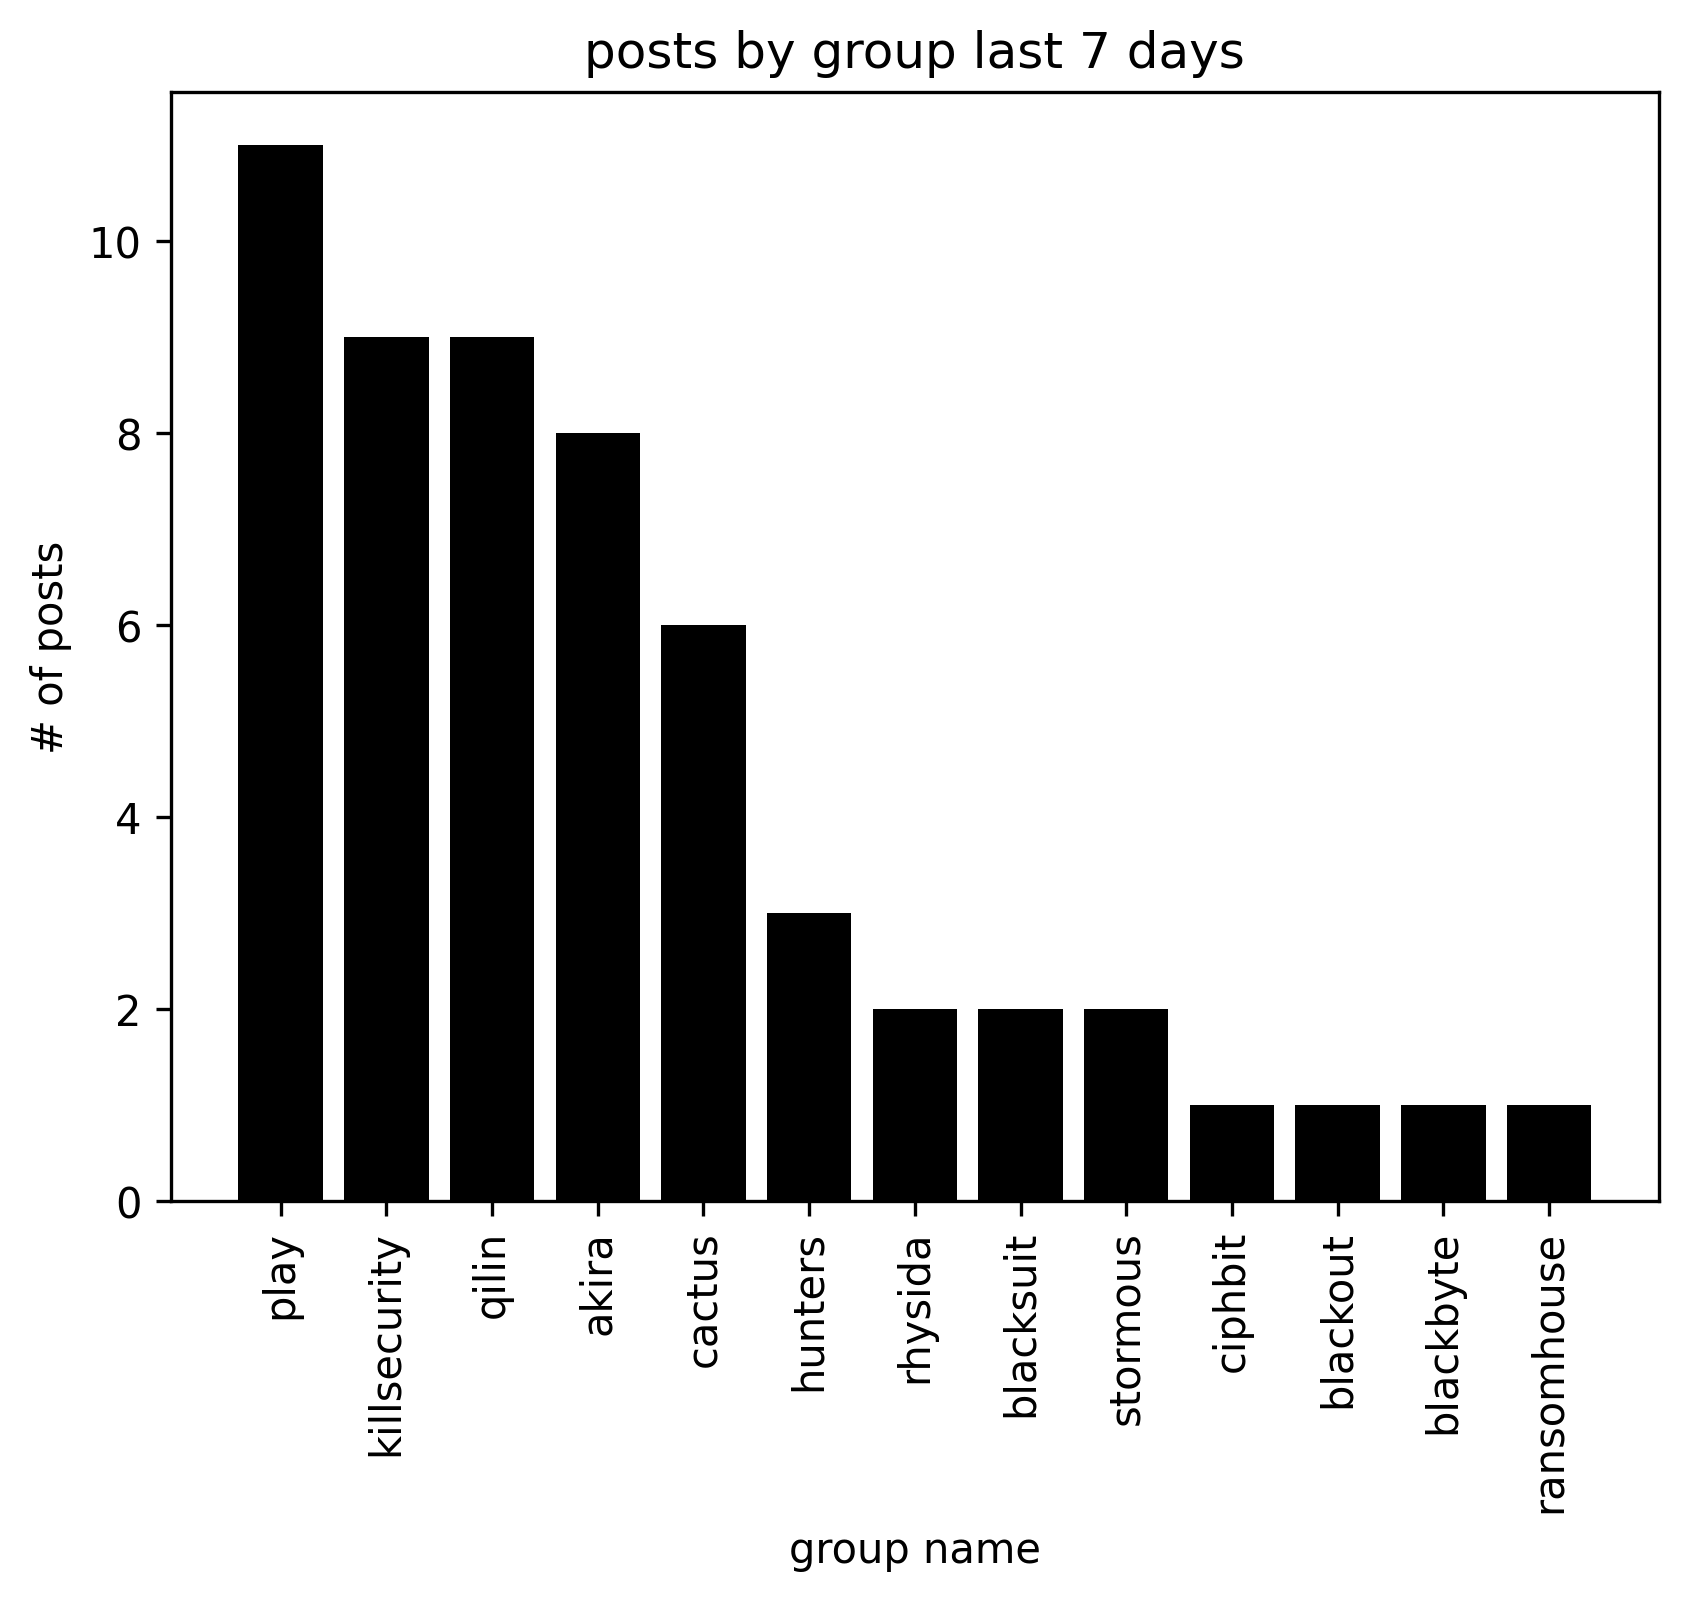 posts by group last 7 days
# of posts
10
8
6
4
2
0
play
killsecurity
qilin
akira
cactus
hunters
rhysida
blacksuit
stormous
ciphbit
blackout
blackbyte
ransomhouse
group name